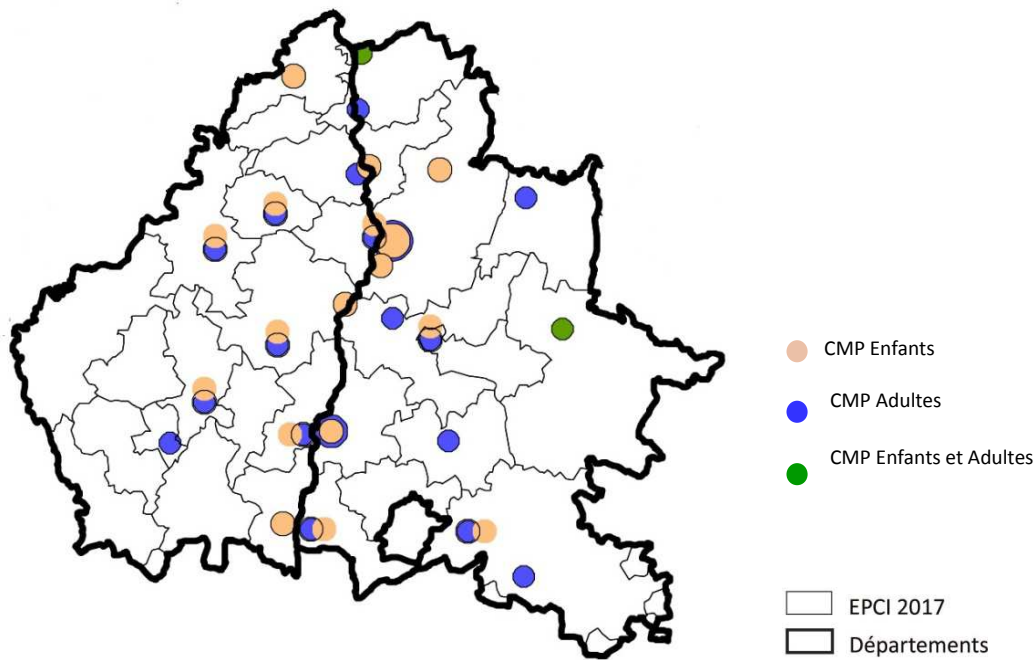 CMP Enfants
CMP Adultes
CMP Enfants et Adultes
EPCI 2017
Départements